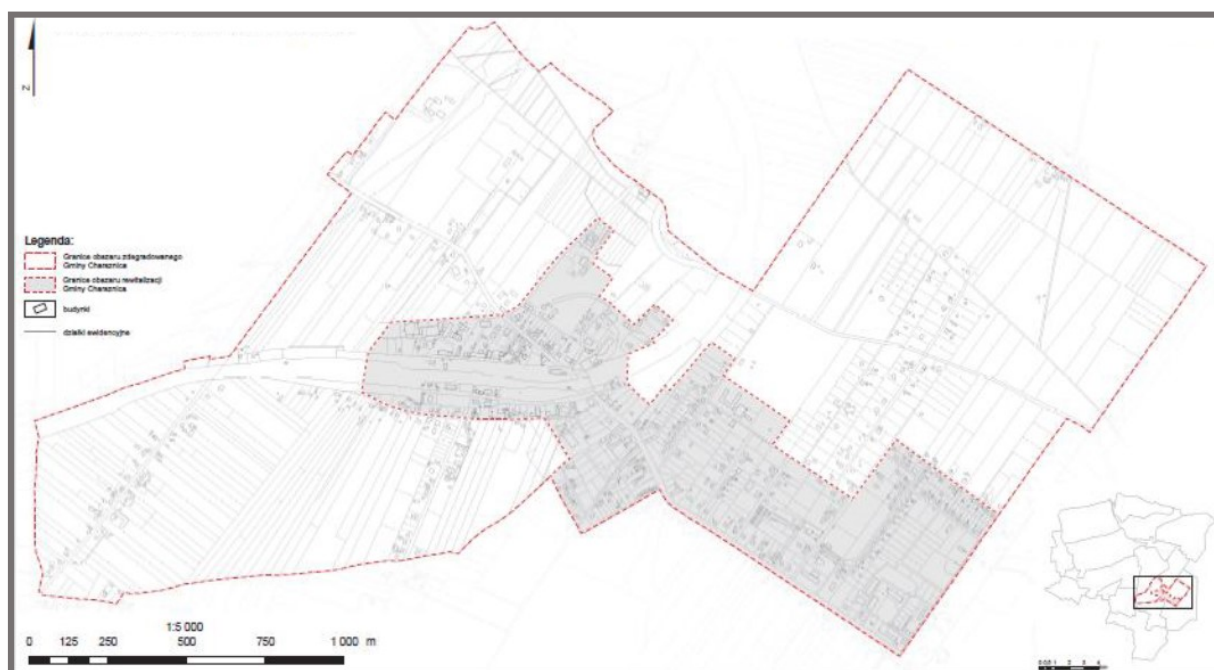 N
Legenda:
Granica obszaru zdegradowanego
Gminy Charsznica
Granica obszaru rewitalizacji
Gminy Charsznica
budynki
działki ewidencyjne
1:5 000
0 125 250 500 750 1 000 m